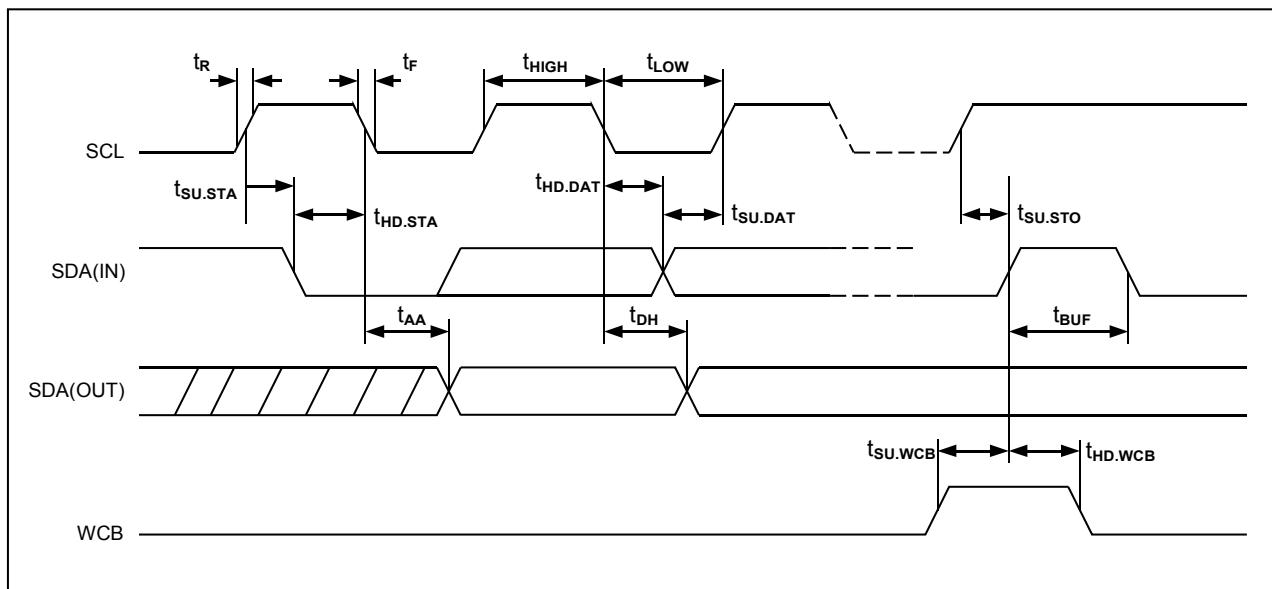 tR
tF
tHIGH
tLOW
SCL
tSU.STA
tHD.STA
tHD.DAT
tSU.DAT
tSU.STO
SDA(IN)
tAA
tDH
tBUF
SDA(OUT)
tSU.WCB
tHD.WCB
WCB